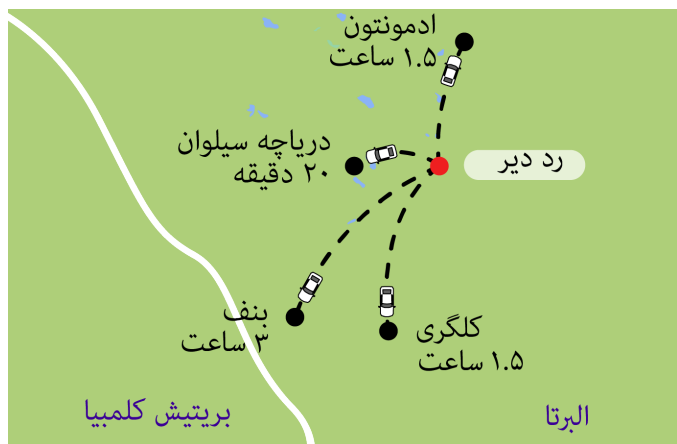 ادمونتون
۱.۵ ساعت
دریاچه سیلوان
۲۰ دقیقه
رد دیر
بنف
۳ ساعت
کلگری
۱.۵ ساعت
بریتیش کلمبیا
البرتا